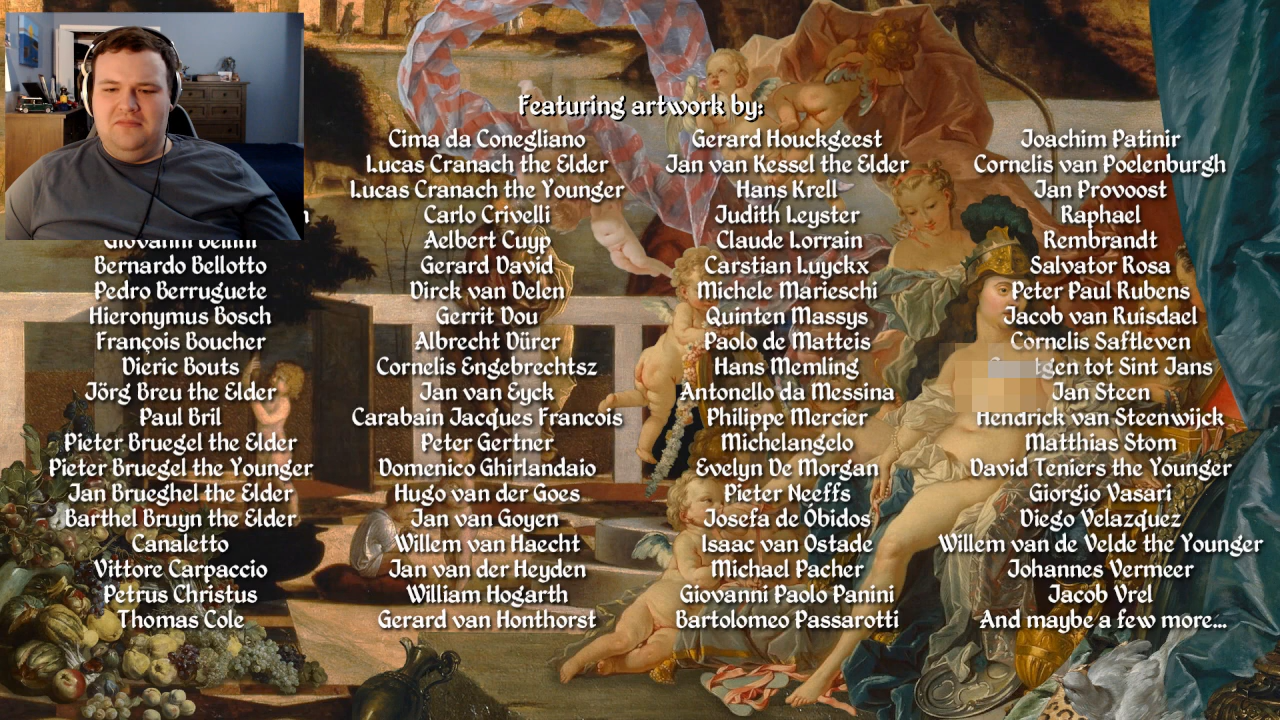 Featuring artwork by:
Giovanni Bellini
Bernardo Bellotto
Pedro Berruguete
Hieronymus Bosch
François Boucher
Dieric Bouts
Jörg Breu the Elder
Paul Bril
Pieter Bruegel the Elder
Pieter Bruegel the Younger
Jan Brueghel the Elder
Barthel Bruyn the Elder
Canaletto
Vittore Carpaccio
Petrus Christus
Thomas Cole
Cima da Conegliano
Lucas Cranach the Elder
Lucas Cranach the Younger
Carlo Crivelli
Aelbert Cuyp
Gerard David
Dirck van Delen
Gerrit Dou
Albrecht Dürer
Cornelis Engebrechtsz
Jan van Eyck
Carabain Jacques Francois
Peter Gertner
Domenico Ghirlandaio
Hugo van der Goes
Jan van Goyen
Willem van Haecht
Jan van der Heyden
William Hogarth
Gerard van Honthorst
Gerard Houckgeest
Jan van Kessel the Elder
Hans Krell
Judith Leyster
Claude Lorrain
Carstian Luyckx
Michele Marieschi
Quinten Massys
Paolo de Matteis
Hans Memling
Antonello da Messina
Philippe Mercier
Michelangelo
Evelyn De Morgan
Pieter Neeffs
Josefa de Óbidos
Isaac van Ostade
Michael Pacher
Giovanni Paolo Panini
Bartolomeo Passarotti
Joachim Patinir
Cornelis van Poelenburgh
Jan Provoost
Raphael
Rembrandt
Salvator Rosa
Peter Paul Rubens
Jacob van Ruisdael
Cornelis Saftleven
tot Sint Jans
Jan Steen
Hendrick van Steenwijck
Matthias Stom
David Teniers the Younger
Giorgio Vasari
Diego Velazquez
Willem van de Velde the Younger
Johannes Vermeer
Jacob Vrel
And maybe a few more...